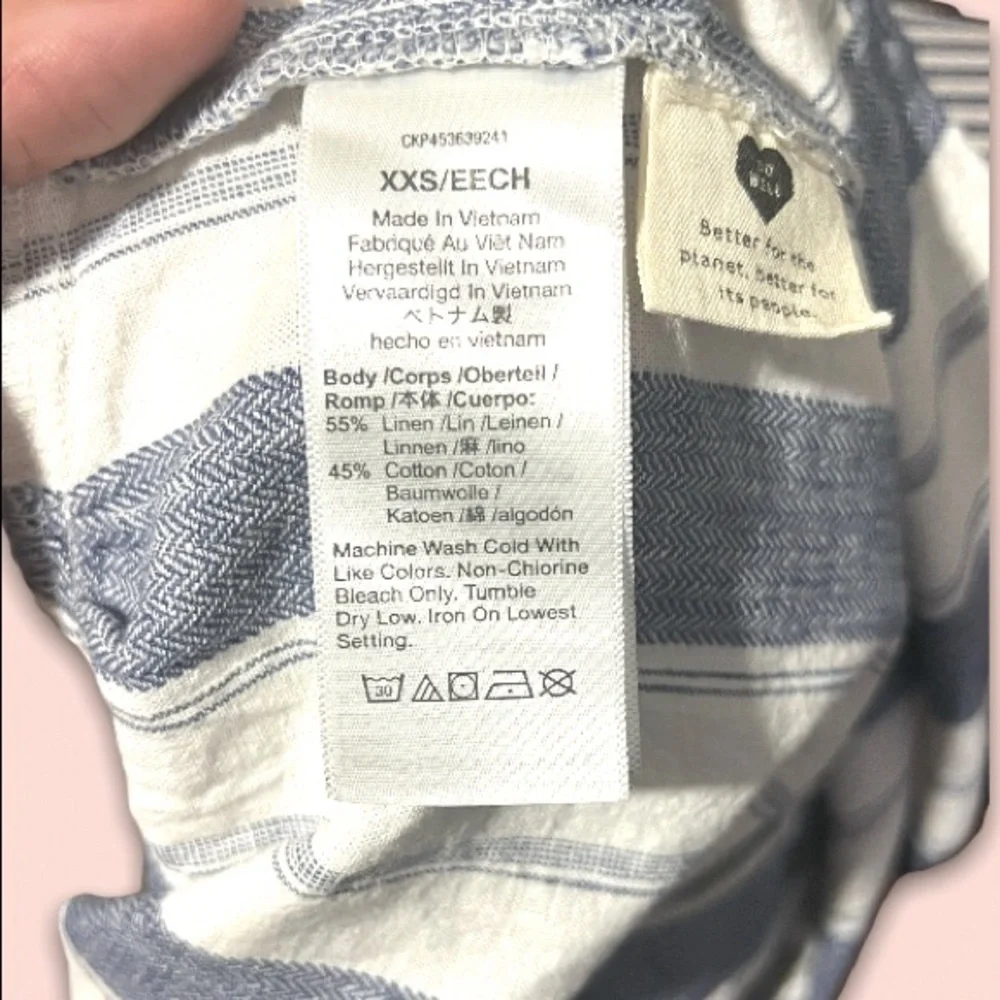 CKP453639241
XXS/EECH
Made In Vietnam
Fabriqué Au Viêt Nam
Hergestellt In Vietnam
Vervaardigd In Vietnam
ベトナム製
hecho en vietnam
Body /Corps /Oberteil /
Romp /本体 /Cuerpo:
55% Linen /Lin /Leinen /
Linnen /麻 /lino
45% Cotton /Coton /
Baumwolle /
Katoen /綿 /algodón
Machine Wash Cold With
Like Colors. Non-Chlorine
Bleach Only. Tumble
Dry Low. Iron On Lowest
Setting.
30
WELL
Better for the
planet, better for
its people.